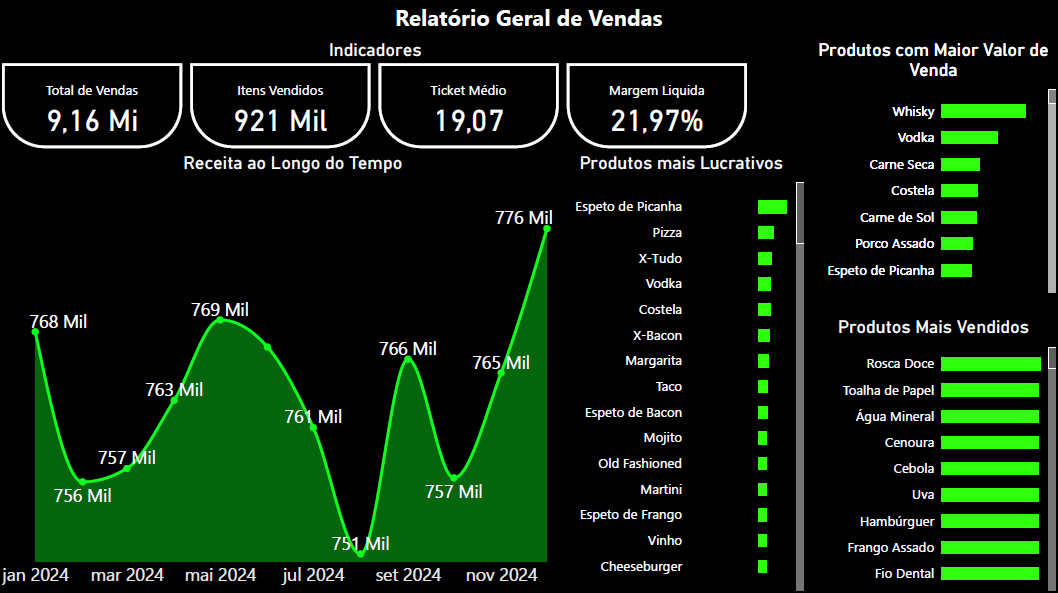 Relatório Geral de Vendas
Indicadores
Total de Vendas
9,16 Mi
Itens Vendidos
921 Mil
Ticket Médio
19,07
Margem Liquida
21,97%
Receita ao Longo do Tempo
768 Mil
756 Mil
757 Mil
763 Mil
769 Mil
761 Mil
751 Mil
766 Mil
757 Mil
765 Mil
776 Mil
jan 2024
mar 2024
mai 2024
jul 2024
set 2024
nov 2024
Produtos mais Lucrativos
Espeto de Picanha
Pizza
X-Tudo
Vodka
Costela
X-Bacon
Margarita
Taco
Espeto de Bacon
Mojito
Old Fashioned
Martini
Espeto de Frango
Vinho
Cheeseburger
Produtos com Maior Valor de
Venda
Whisky
Vodka
Carne Seca
Costela
Carne de Sol
Porco Assado
Espeto de Picanha
Produtos Mais Vendidos
Rosca Doce
Toalha de Papel
Água Mineral
Cenoura
Cebola
Uva
Hambúrguer
Frango Assado
Fio Dental